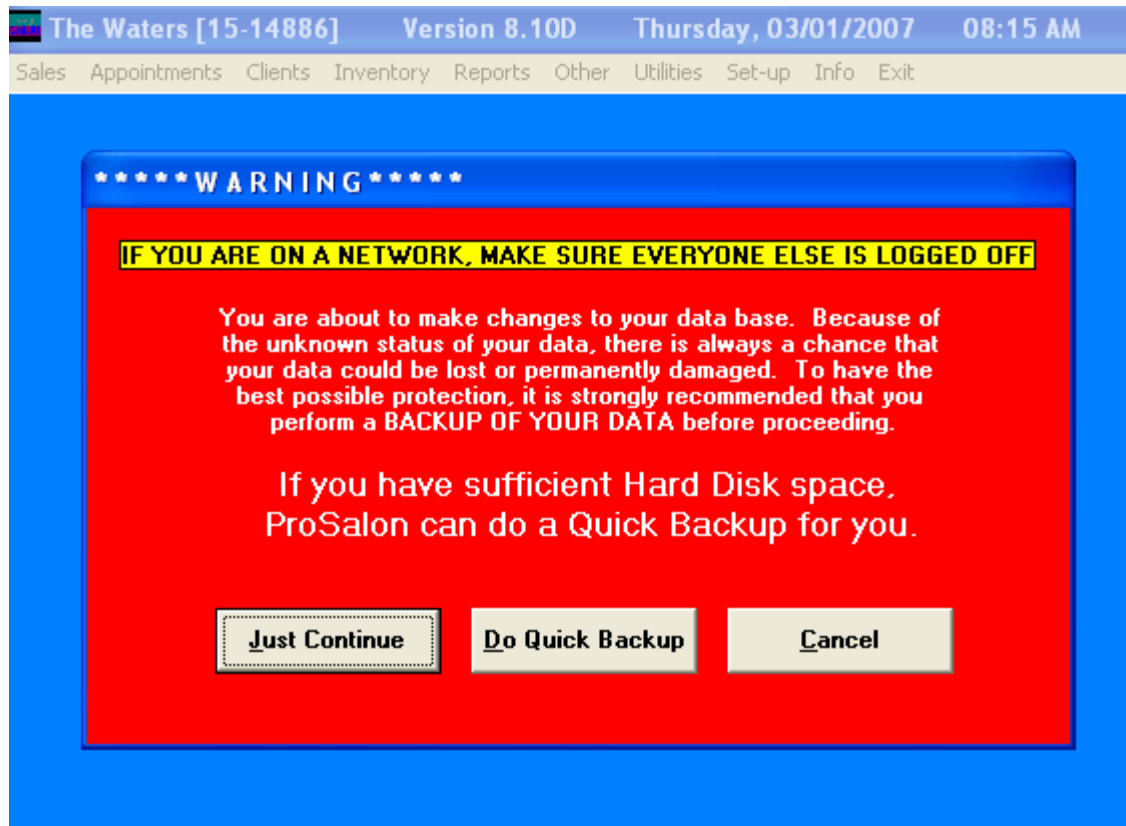 The Waters [15-14886] Version 8.10D Thursday, 03/01/2007 08:15 AM
Sales Appointments Clients Inventory Reports Other Utilities Set-up Info Exit
*****WARNING*****
IF YOU ARE ON A NETWORK, MAKE SURE EVERYONE ELSE IS LOGGED OFF
You are about to make changes to your data base. Because of
the unknown status of your data, there is always a chance that
your data could be lost or permanently damaged. To have the
best possible protection, it is strongly recommended that you
perform a BACKUP OF YOUR DATA before proceeding.
If you have sufficient Hard Disk space,
ProSalon can do a Quick Backup for you.
Just Continue Do Quick Backup Cancel